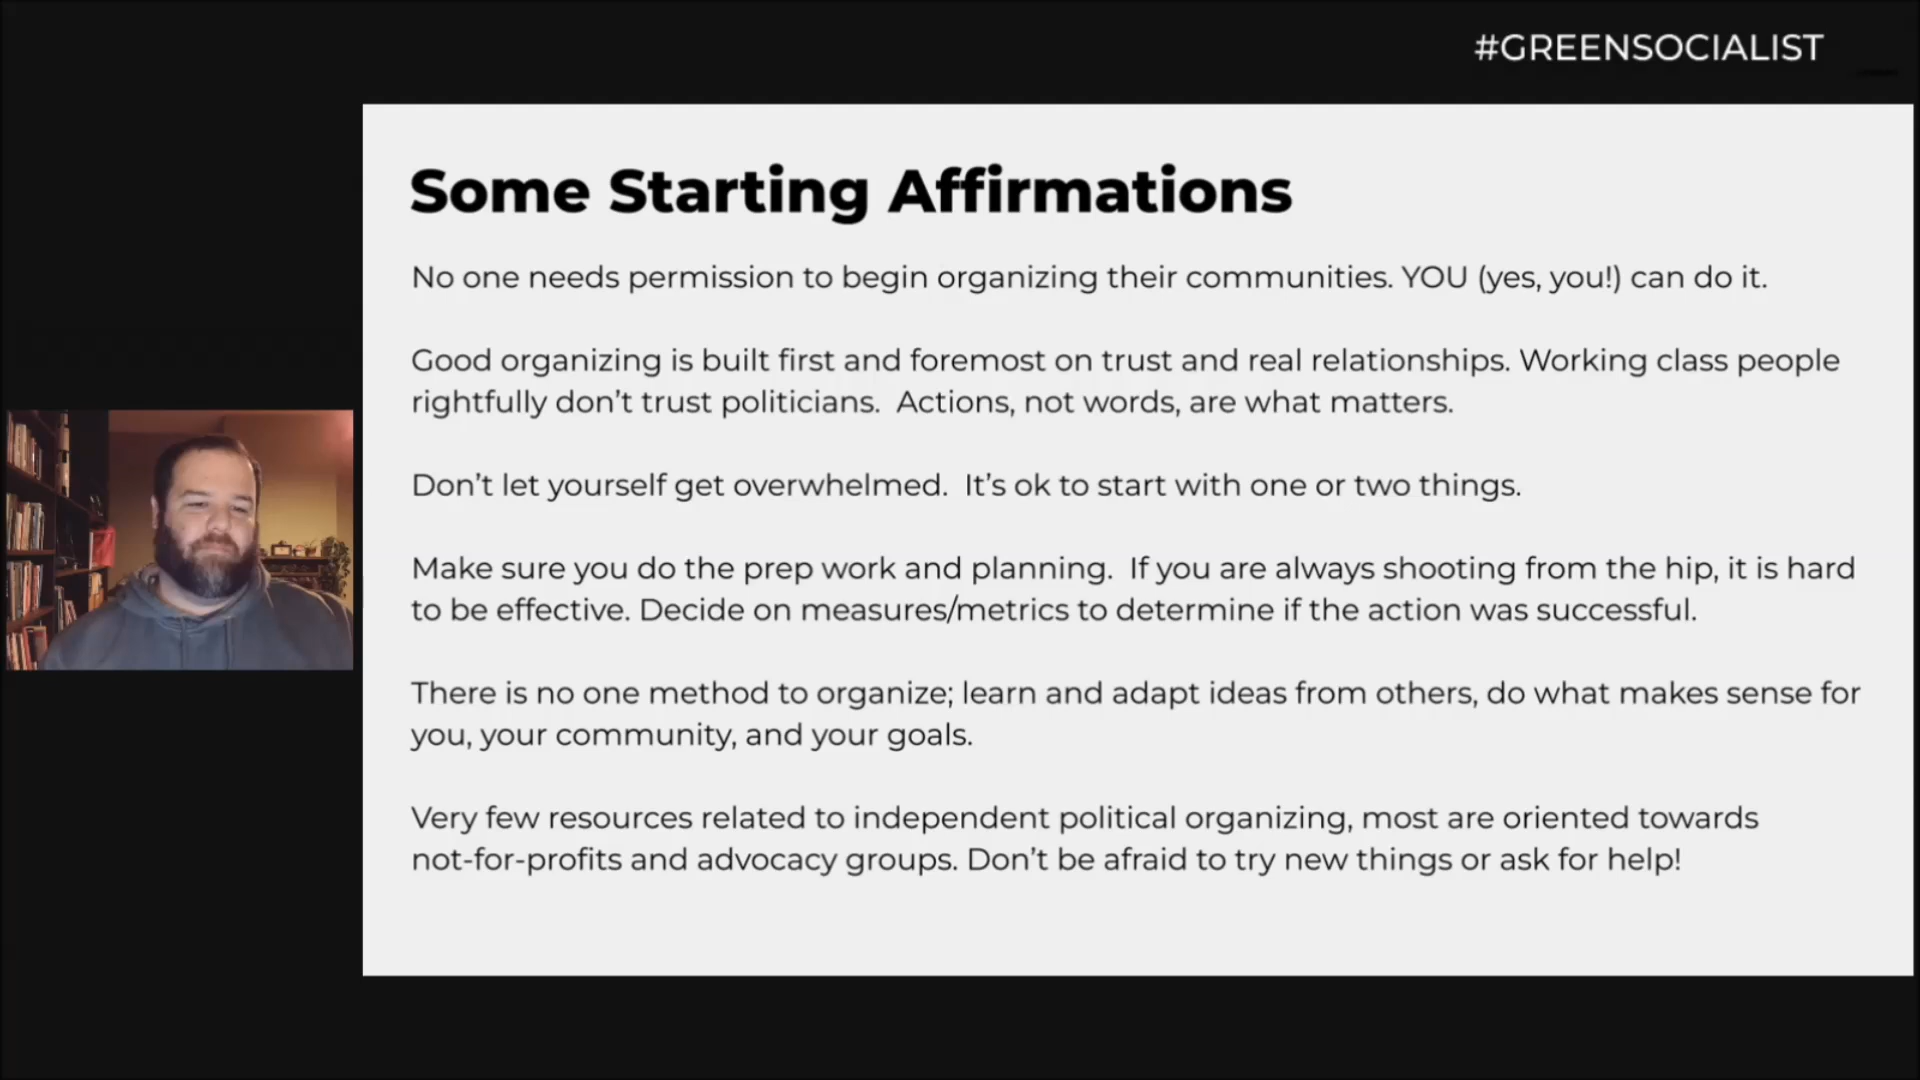 #GREENSOCIALIST
Some Starting Affirmations
No one needs permission to begin organizing their communities. YOU (yes, you!) can do it.
Good organizing is built first and foremost on trust and real relationships. Working class people
rightfully don't trust politicians.  Actions, not words, are what matters.
Don't let yourself get overwhelmed.  It's ok to start with one or two things.
Make sure you do the prep work and planning.  If you are always shooting from the hip, it is hard
to be effective. Decide on measures/metrics to determine if the action was successful.
There is no one method to organize; learn and adapt ideas from others, do what makes sense for
you, your community, and your goals.
Very few resources related to independent political organizing, most are oriented towards
not-for-profits and advocacy groups. Don't be afraid to try new things or ask for help!